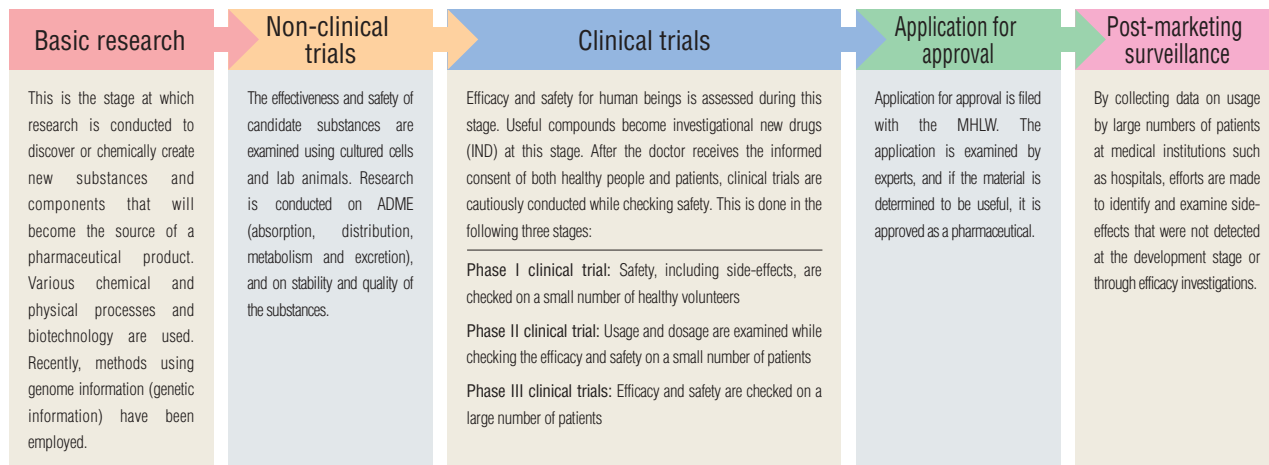 Basic research
This is the stage at which
research is conducted to
discover or chemically create
new substances and
components that will
become the source of a
pharmaceutical product.
Various chemical and
physical processes and
biotechnology are used.
Recently, methods using
genome information (genetic
information) have been
employed.
Non-clinical
trials
The effectiveness and safety of
candidate substances are
examined using cultured cells
and lab animals. Research
is conducted on ADME
(absorption, distribution,
metabolism and excretion),
and on stability and quality of
the substances.
Clinical trials
Efficacy and safety for human beings is assessed during this
stage. Useful compounds become investigational new drugs
(IND) at this stage. After the doctor receives the informed
consent of both healthy people and patients, clinical trials are
cautiously conducted while checking safety. This is done in the
following three stages:
Phase I clinical trial: Safety, including side-effects, are
checked on a small number of healthy volunteers
Phase II clinical trial: Usage and dosage are examined while
checking the efficacy and safety on a small number of patients
Phase III clinical trials: Efficacy and safety are checked on a
large number of patients
Application for
approval
Application for approval is filed
with the MHLW. The
application is examined by
experts, and if the material is
determined to be useful, it is
approved as a pharmaceutical.
Post-marketing
surveillance
By collecting data on usage
by large numbers of patients
at medical institutions such
as hospitals, efforts are made
to identify and examine side-
effects that were not detected
at the development stage or
through efficacy investigations.